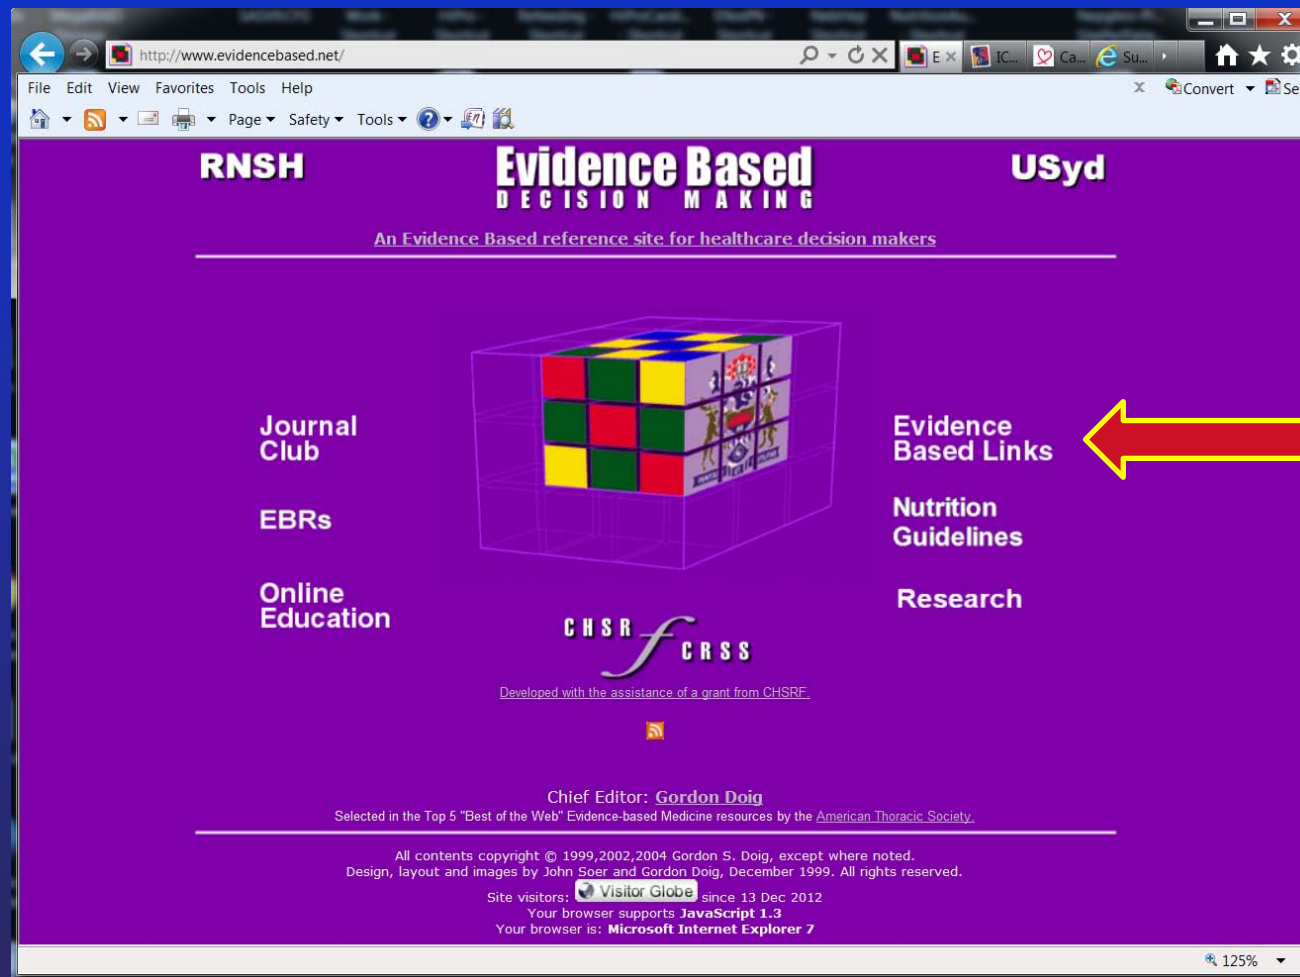 http://www.evidencebased.net/
E
IC...
Ca...
Su...
File Edit View Favorites Tools Help
x Convert Se
Page Safety Tools
RNSH
Evidence Based
DECISION MAKING
USyd
An Evidence Based reference site for healthcare decision makers
Journal
Club
EBRs
Online
Education
Evidence
Based Links
Nutrition
Guidelines
Research
CHSR f CRSS
Developed with the assistance of a grant from CHSRF.
Chief Editor: Gordon Doig
Selected in the Top 5 "Best of the Web" Evidence-based Medicine resources by the American Thoracic Society.
All contents copyright © 1999,2002,2004 Gordon S. Doig, except where noted.
Design, layout and images by John Soer and Gordon Doig, December 1999. All rights reserved.
Site visitors: Visitor Globe since 13 Dec 2012
Your browser supports JavaScript 1.3
Your browser is: Microsoft Internet Explorer 7
125%